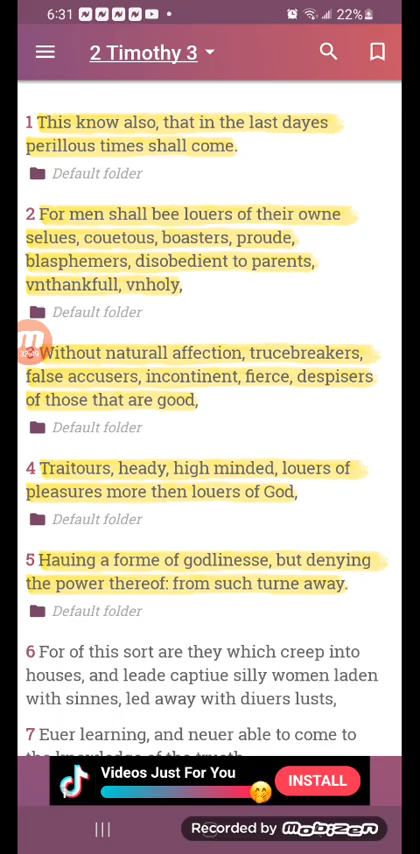 6:31 22%
2 Timothy 3
1 This know also, that in the last dayes
perillous times shall come.
Default folder
2 For men shall bee louers of their owne
selues, couetous, boasters, proude,
blasphemers, disobedient to parents,
vnthankfull, vnholy,
Default folder
Without naturall affection, trucebreakers,
false accusers, incontinent, fierce, despisers
of those that are good,
Default folder
4 Traitours, heady, high minded, louers of
pleasures more then louers of God,
Default folder
5 Hauing a forme of godlinesse, but denying
the power thereof: from such turne away.
Default folder
6 For of this sort are they which creep into
houses, and leade captiue silly women laden
with sinnes, led away with diuers lusts,
7 Euer learning, and neuer able to come to
the knowledge of the trueth
Videos Just For You
INSTALL
TikTok
Recorded by mobizen